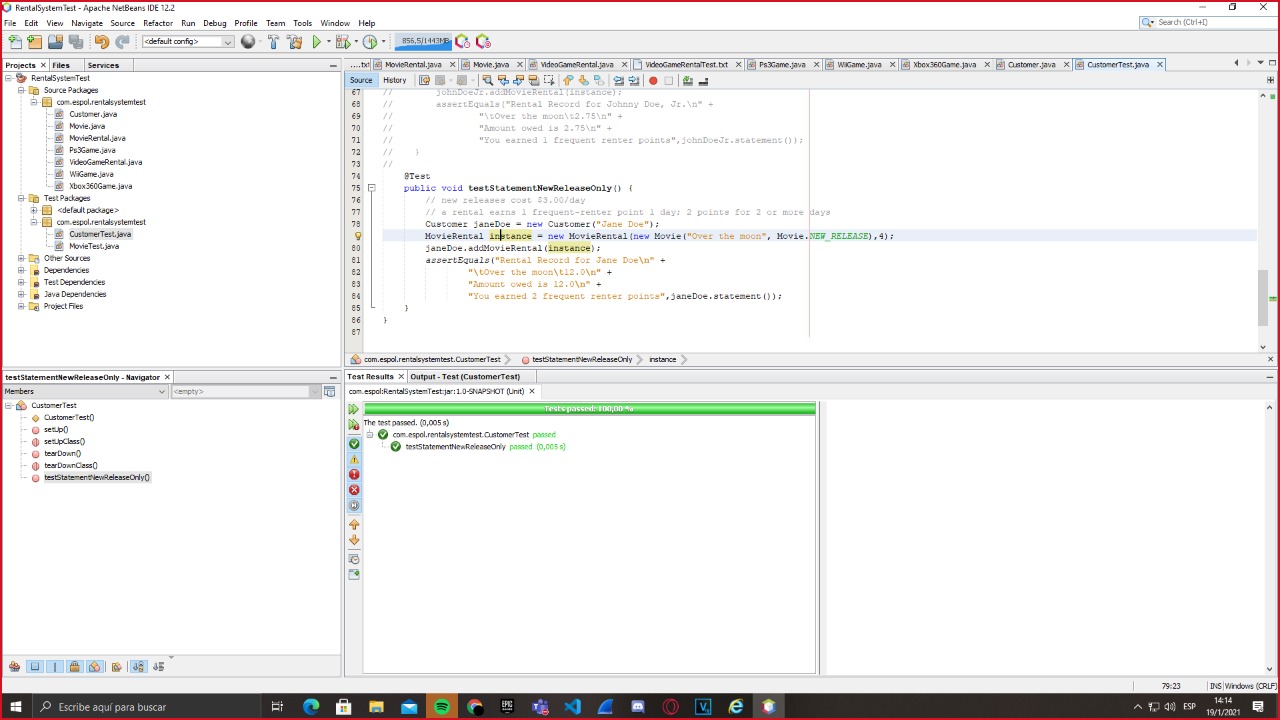 RentalSystemTest - Apache NetBeans IDE 12.2
File Edit View Navigate Source Refactor Run Debug Profile Team Tools Window Help
Search (Ctrl+I)
<default config>
856,5/1443MB
Projects Files Services
RentalSystemTest
Source Packages
com.espol.rentalsystemtest
Customer.java
Movie.java
MovieRental.java
Ps3Game.java
VideoGameRental.java
WiiGame.java
Xbox360Game.java
Test Packages
<default package>
com.espol.rentalsystemtest
CustomerTest.java
MovieTest.java
Other Sources
Dependencies
Test Dependencies
Java Dependencies
Project Files
....txt MovieRental.java Movie.java VideoGameRental.java VideoGameRentalTest.txt Ps3Game.java WiiGame.java Xbox360Game.java Customer.java CustomerTest.java
Source History
67 // johnDoeJr.addMovieRental(instance);
68 // assertEquals("Rental Record for Johnny Doe, Jr.\n" +
69 // "\tOver the moon\t2.75\n" +
70 // "Amount owed is 2.75\n" +
71 // "You earned 1 frequent renter points",johnDoeJr.statement());
72 // }
73 //
74 @Test
75 public void testStatementNewReleaseOnly() {
76 // new releases cost $3.00/day
77 // a rental earns 1 frequent-renter point 1 day; 2 points for 2 or more days
78 Customer janeDoe = new Customer("Jane Doe");
MovieRental instance = new MovieRental(new Movie("Over the moon", Movie.NEW_RELEASE),4);
80 janeDoe.addMovieRental(instance);
81 assertEquals("Rental Record for Jane Doe\n" +
82 "\tOver the moon\t12.0\n" +
83 "Amount owed is 12.0\n" +
84 "You earned 2 frequent renter points",janeDoe.statement());
85 }
86 }
87
com.espol.rentalsystemtest.CustomerTest testStatementNewReleaseOnly instance
testStatementNewReleaseOnly - Navigator
Members <empty>
CustomerTest
CustomerTest()
setUp()
setUpClass()
tearDown()
tearDownClass()
testStatementNewReleaseOnly()
Test Results Output - Test (CustomerTest)
com.espol:RentalSystemTest:jar:1.0-SNAPSHOT (Unit)
Tests passed: 100,00 %
The test passed. (0,005 s)
com.espol.rentalsystemtest.CustomerTest passed
testStatementNewReleaseOnly passed (0,005 s)
79:23 INS Windows (CRLF)
Escribe aquí para buscar
ESP
14:14
19/1/2021